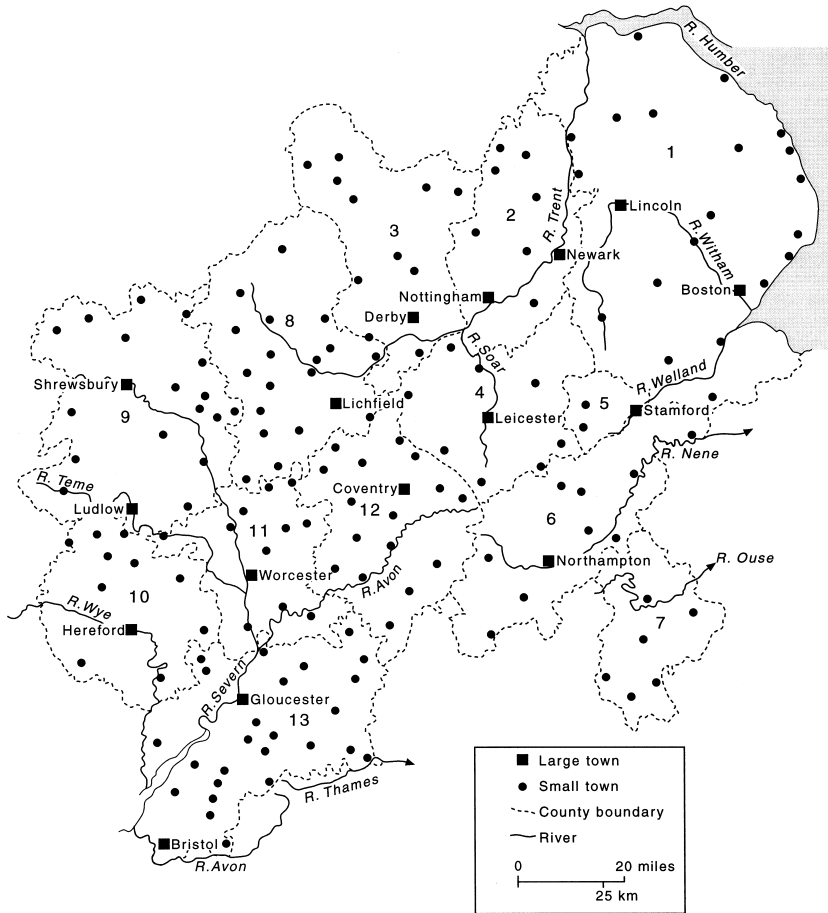 R. Humber
1
Lincoln
2
R. Trent
3
R. Witham
Newark
Boston
Nottingham
8
Derby
R. Soar
Shrewsbury
Lichfield
4
5
R. Welland
9
Leicester
Stamford
R. Nene
R. Teme
Coventry
Ludlow
12
11
6
Northampton
R. Ouse
Worcester
R. Avon
10
R. Wye
7
Hereford
R. Severn
Gloucester
13
R. Thames
Bristol
R. Avon
Large town
Small town
County boundary
River
0 20 miles
25 km